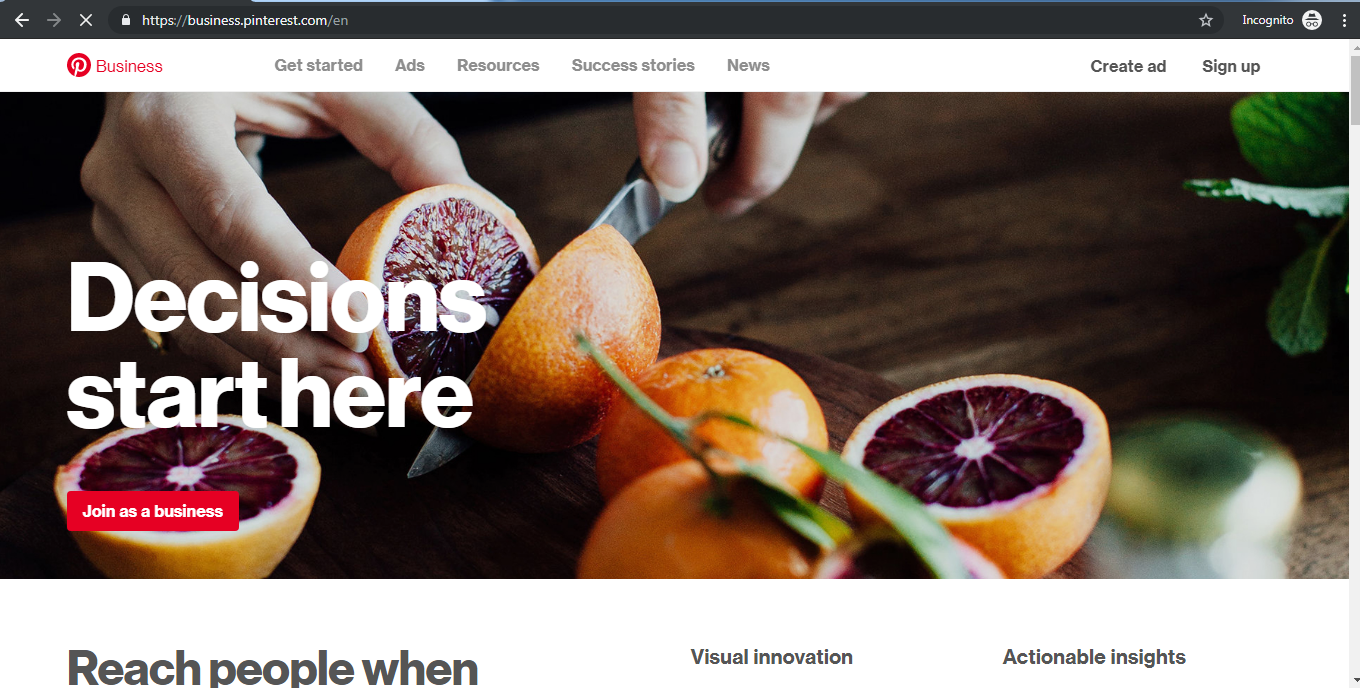 https://business.pinterest.com/en
Incognito
Business
Get started
Ads
Resources
Success stories
News
Create ad
Sign up
Decisions
start here
Join as a business
Reach people when
Visual innovation
Actionable insights